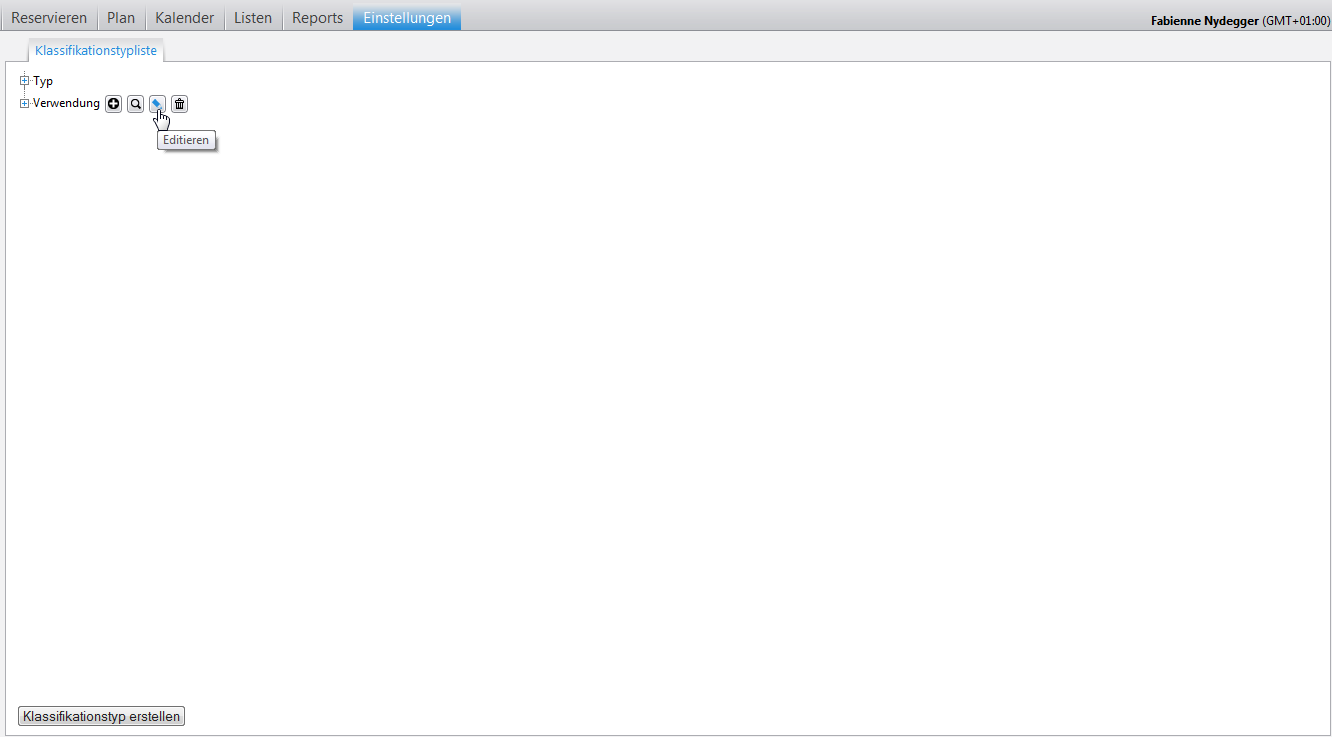 Reservieren Plan Kalender Listen Reports Einstellungen Fabienne Nydegger (GMT+01:00)
Klassifikationstypliste
Typ
Verwendung
Editieren
Klassifikationstyp erstellen